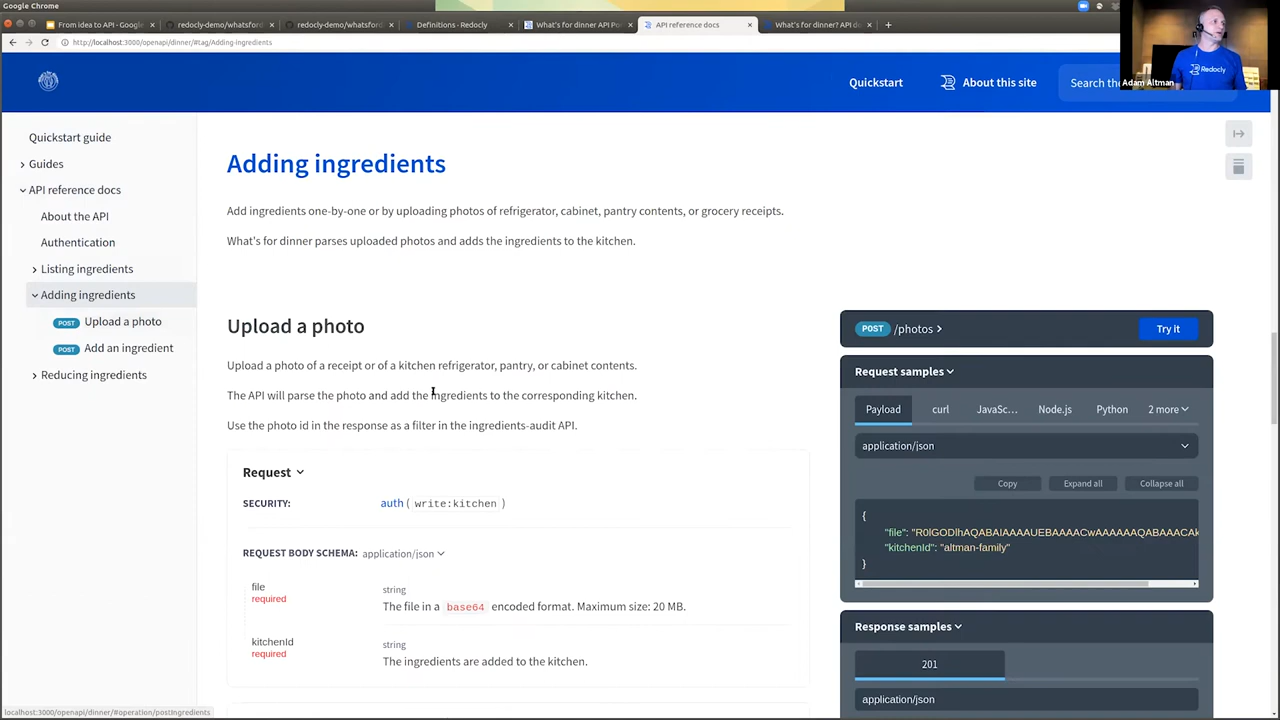 Google Chrome
From idea to API - Google
redocly-demo/whatsford
redocly-demo/whatsford
Definitions - Redocly
What's for dinner API Po
API reference docs
What's for dinner? API d
http://localhost:3000/openapi/dinner/#tag/Adding-ingredients
Redocly
Adam Altman
Quickstart
About this site
Search the
Quickstart guide
Guides
API reference docs
About the API
Authentication
Listing ingredients
Adding ingredients
POST Upload a photo
POST Add an ingredient
Reducing ingredients
Adding ingredients
Add ingredients one-by-one or by uploading photos of refrigerator, cabinet, pantry contents, or grocery receipts.
What's for dinner parses uploaded photos and adds the ingredients to the kitchen.
Upload a photo
Upload a photo of a receipt or of a kitchen refrigerator, pantry, or cabinet contents.
The API will parse the photo and add the ingredients to the corresponding kitchen.
Use the photo id in the response as a filter in the ingredients-audit API.
Request
SECURITY: auth ( write:kitchen )
REQUEST BODY SCHEMA: application/json
file
required
string
The file in a base64 encoded format. Maximum size: 20 MB.
kitchenId
required
string
The ingredients are added to the kitchen.
POST /photos
Try it
Request samples
Payload curl JavaSc... Node.js Python 2 more
application/json
Copy Expand all Collapse all
{
"file": "R0lGODlhAQABAIAAAAUEBAAAACwAAAAAAQABAAACAk
"kitchenId": "altman-family"
}
Response samples
201
application/json
localhost:3000/openapi/dinner/#operation/postIngredients